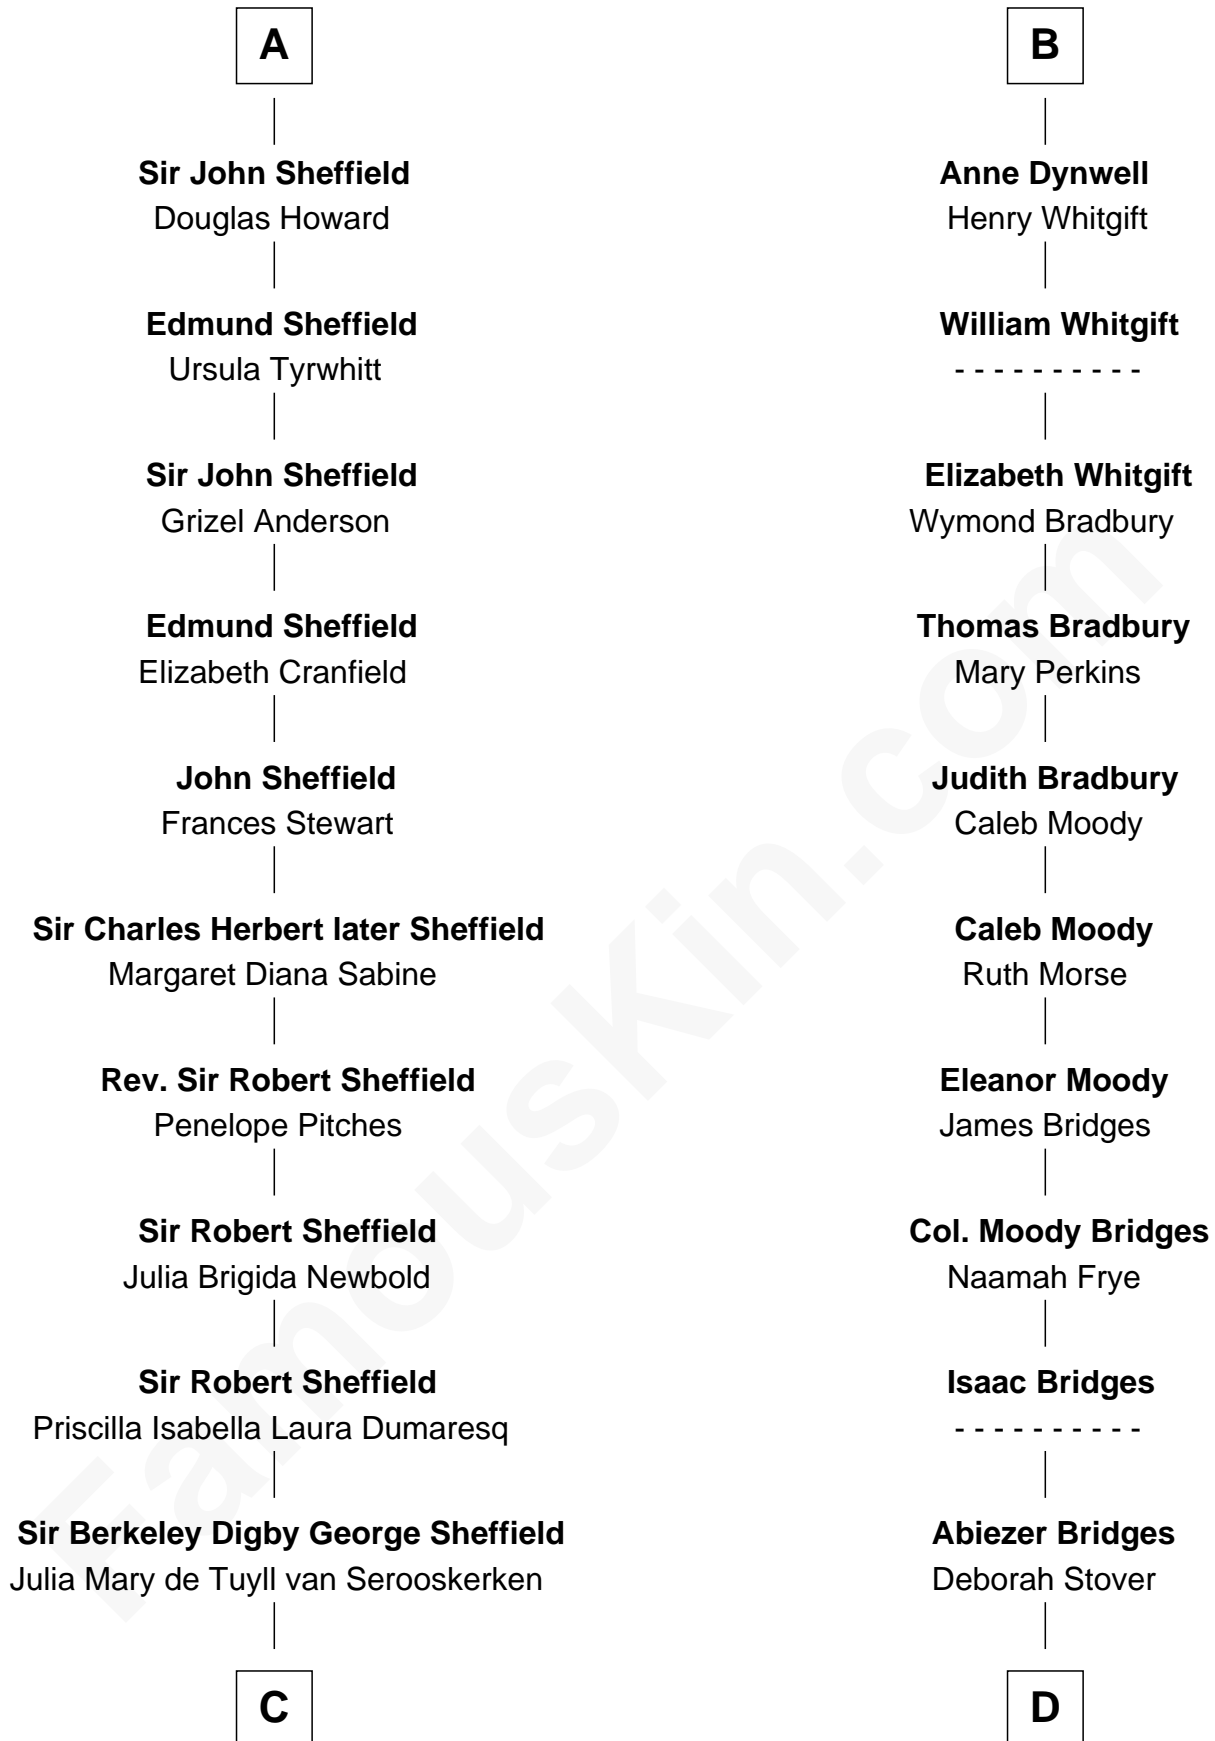 A
Sir John Sheffield
Douglas Howard
Edmund Sheffield
Ursula Tyrwhitt
Sir John Sheffield
Grizel Anderson
Edmund Sheffield
Elizabeth Cranfield
John Sheffield
Frances Stewart
Sir Charles Herbert later Sheffield
Margaret Diana Sabine
Rev. Sir Robert Sheffield
Penelope Pitches
Sir Robert Sheffield
Julia Brigida Newbold
Sir Robert Sheffield
Priscilla Isabella Laura Dumaresq
Sir Berkeley Digby George Sheffield
Julia Mary de Tuyll van Serooskerken
C
B
Anne Dynwell
Henry Whitgift
William Whitgift
- - - - - - - - - -
Elizabeth Whitgift
Wymond Bradbury
Thomas Bradbury
Mary Perkins
Judith Bradbury
Caleb Moody
Caleb Moody
Ruth Morse
Eleanor Moody
James Bridges
Col. Moody Bridges
Naamah Frye
Isaac Bridges
- - - - - - - - - -
Abiezer Bridges
Deborah Stover
D
FamousKin.com